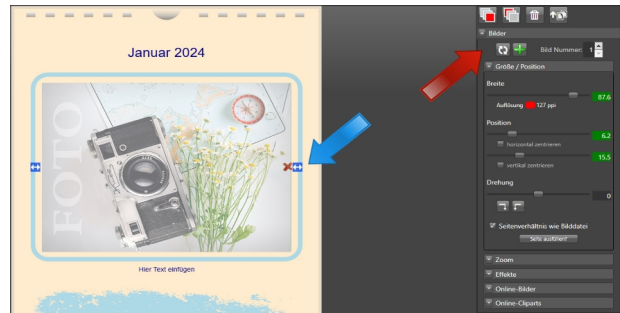 Januar 2024
FOTO
Hier Text einfügen
Bilder
Bild Nummer: 1
Größe / Position
Breite
87.6
Auflösung 127 ppi
Position
6.2
horizontal zentrieren
15.5
vertikal zentrieren
Drehung
0
Seitenverhältnis wie Bilddatei
Seite ausfüllen!
Zoom
Effekte
Online-Bilder
Online-Cliparts